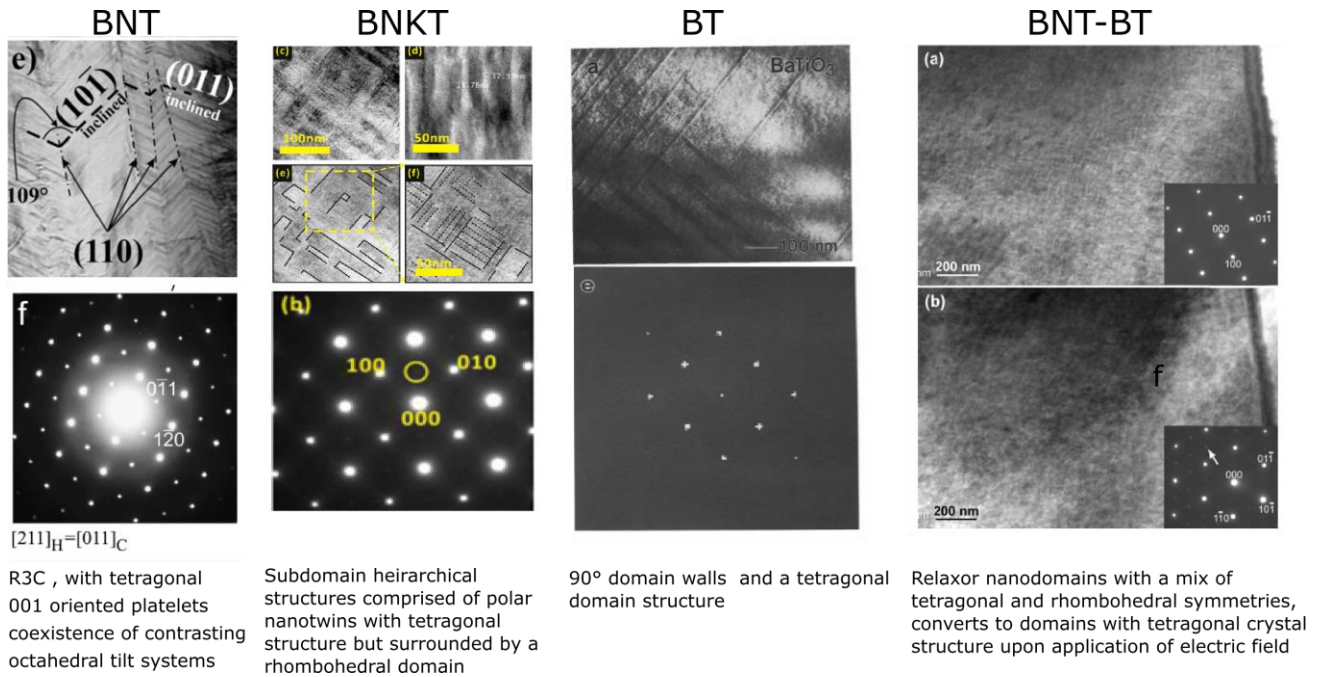 BNT
BNKT
BT
BNT-BT
e)
(101̄)
inclined
(011)
inclined
109°
(110)
(c)
100nm
(d)
17.13nm
50nm
(e)
(f)
50nm
a
BaTiO₃
100 nm
(a)
011̄
000
100
200 nm
f
01̄1
12̄0
[211]H=[011]C
(b)
100
010
000
e
(b)
f
011̄
000
1̄10
101̄
200 nm
R3C , with tetragonal
001 oriented platelets
coexistence of contrasting
octahedral tilt systems
Subdomain heirarchical
structures comprised of polar
nanotwins with tetragonal
structure but surrounded by a
rhombohedral domain
90° domain walls and a tetragonal
domain structure
Relaxor nanodomains with a mix of
tetragonal and rhombohedral symmetries,
converts to domains with tetragonal crystal
structure upon application of electric field